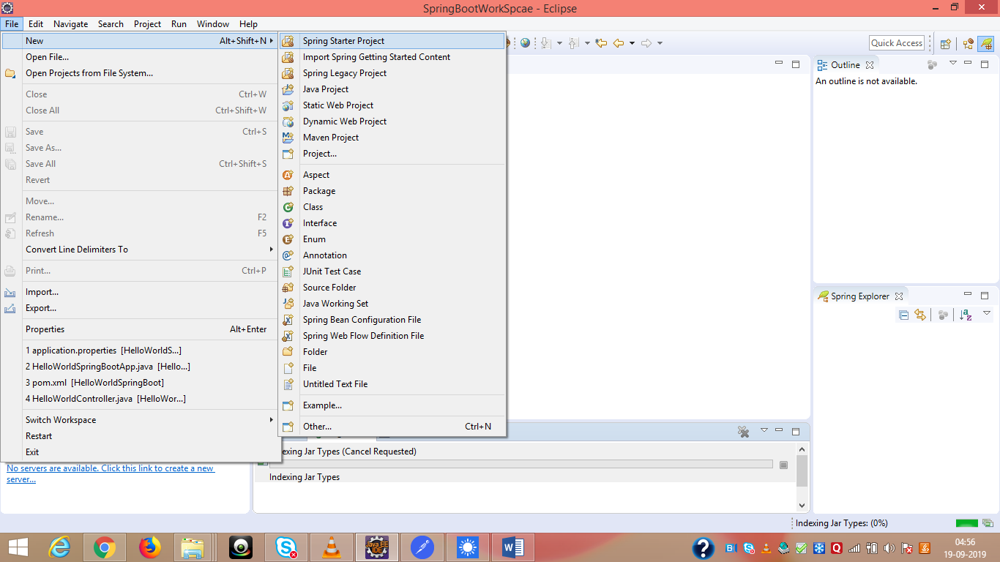 SpringBootWorkSpcae - Eclipse
File Edit Navigate Search Project Run Window Help
New Alt+Shift+N
Open File...
Open Projects from File System...
Close Ctrl+W
Close All Ctrl+Shift+W
Save Ctrl+S
Save As...
Save All Ctrl+Shift+S
Revert
Move...
Rename... F2
Refresh F5
Convert Line Delimiters To
Print... Ctrl+P
Import...
Export...
Properties Alt+Enter
1 application.properties [HelloWorldS...]
2 HelloWorldSpringBootApp.java [Hello...]
3 pom.xml [HelloWorldSpringBoot]
4 HelloWorldController.java [HelloWor...]
Switch Workspace
Restart
Exit
Spring Starter Project
Import Spring Getting Started Content
Spring Legacy Project
Java Project
Static Web Project
Dynamic Web Project
Maven Project
Project...
Aspect
Package
Class
Interface
Enum
Annotation
JUnit Test Case
Source Folder
Java Working Set
Spring Bean Configuration File
Spring Web Flow Definition File
Folder
File
Untitled Text File
Example...
Other... Ctrl+N
Quick Access
Outline
An outline is not available.
Spring Explorer
No servers are available. Click this link to create a new
server...
exing Jar Types (Cancel Requested)
Indexing Jar Types
Indexing Jar Types: (0%)
Java EE
IDE
04:56
19-09-2019